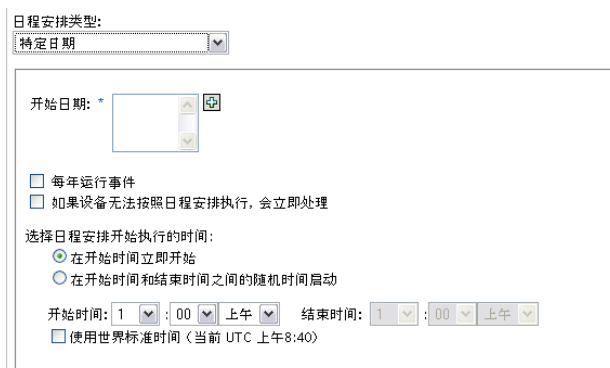 日程安排类型:
特定日期
开始日期: *
每年运行事件
如果设备无法按照日程安排执行, 会立即处理
选择日程安排开始执行的时间:
在开始时间立即开始
在开始时间和结束时间之间的随机时间启动
开始时间: 1 : 00 上午 结束时间: 1 : 00 上午
使用世界标准时间 (当前 UTC 上午8:40)